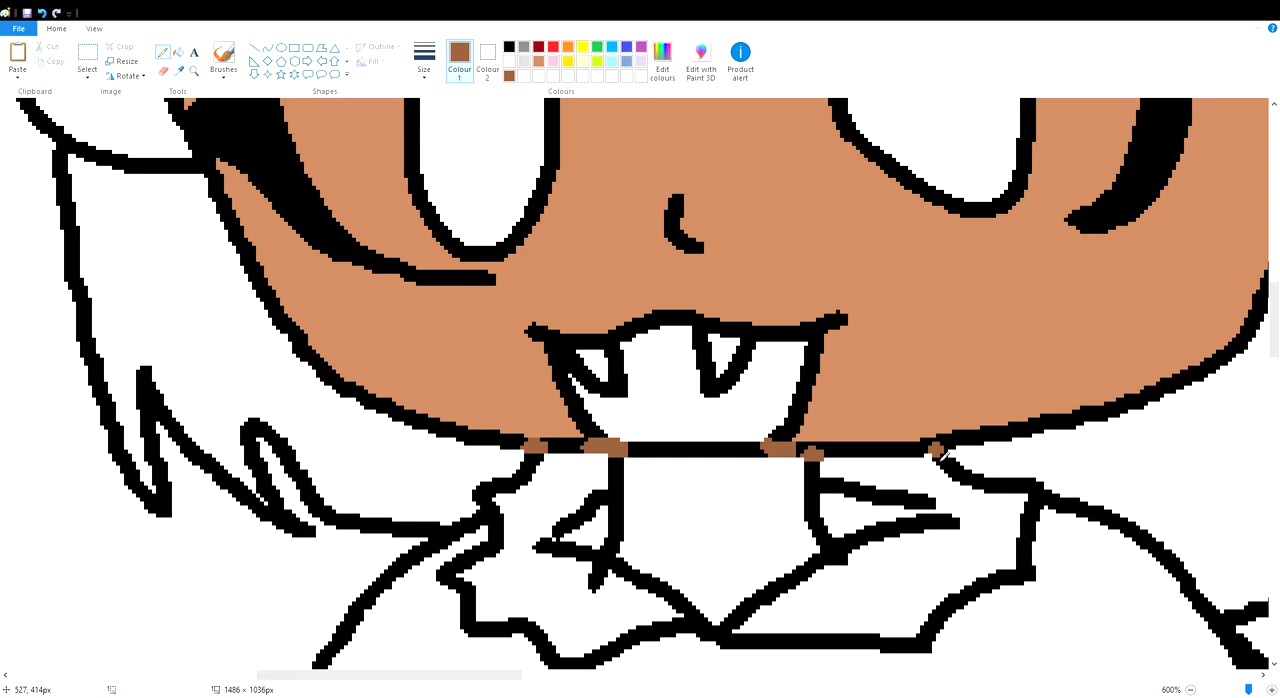 File Home View
Paste
Cut
Copy
Select
Crop
Resize
Rotate
A
Brushes
Outline
Fill
Size
Colour
1
Colour
2
Edit
colours
Edit with
Paint 3D
Product
alert
Clipboard Image Tools Shapes Colours
527, 414px 1486 × 1036px 600%